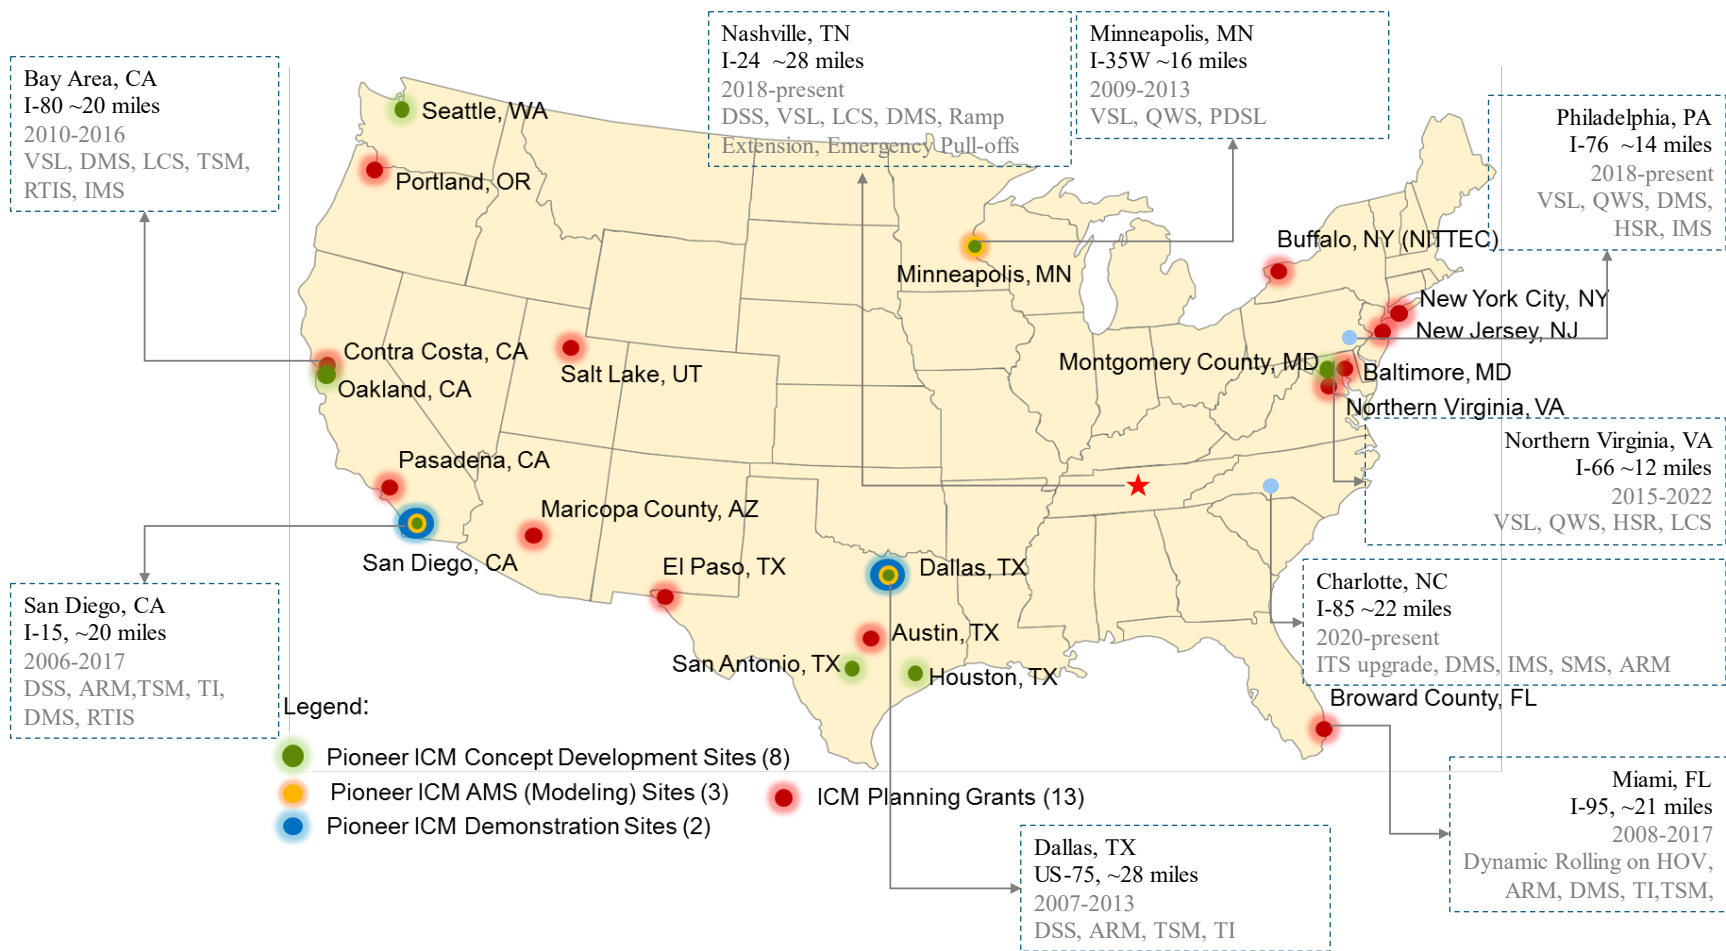 Nashville, TN
I-24 ~28 miles
2018-present
DSS, VSL, LCS, DMS, Ramp
Extension, Emergency Pull-offs
Minneapolis, MN
I-35W ~16 miles
2009-2013
VSL, QWS, PDSL
Bay Area, CA
I-80 ~20 miles
2010-2016
VSL, DMS, LCS, TSM,
RTIS, IMS
Philadelphia, PA
I-76 ~14 miles
2018-present
VSL, QWS, DMS,
HSR, IMS
Seattle, WA
Portland, OR
Minneapolis, MN
Buffalo, NY (NITTEC)
New York City, NY
New Jersey, NJ
Contra Costa, CA
Oakland, CA
Salt Lake, UT
Montgomery County, MD
Baltimore, MD
Northern Virginia, VA
Northern Virginia, VA
I-66 ~12 miles
2015-2022
VSL, QWS, HSR, LCS
Pasadena, CA
Maricopa County, AZ
San Diego, CA
El Paso, TX
Dallas, TX
Austin, TX
San Antonio, TX
Houston, TX
Charlotte, NC
I-85 ~22 miles
2020-present
ITS upgrade, DMS, IMS, SMS, ARM
Broward County, FL
San Diego, CA
I-15, ~20 miles
2006-2017
DSS, ARM,TSM, TI,
DMS, RTIS
Legend:
Pioneer ICM Concept Development Sites (8)
Pioneer ICM AMS (Modeling) Sites (3)
Pioneer ICM Demonstration Sites (2)
ICM Planning Grants (13)
Miami, FL
I-95, ~21 miles
2008-2017
Dynamic Rolling on HOV,
ARM, DMS, TI,TSM,
Dallas, TX
US-75, ~28 miles
2007-2013
DSS, ARM, TSM, TI